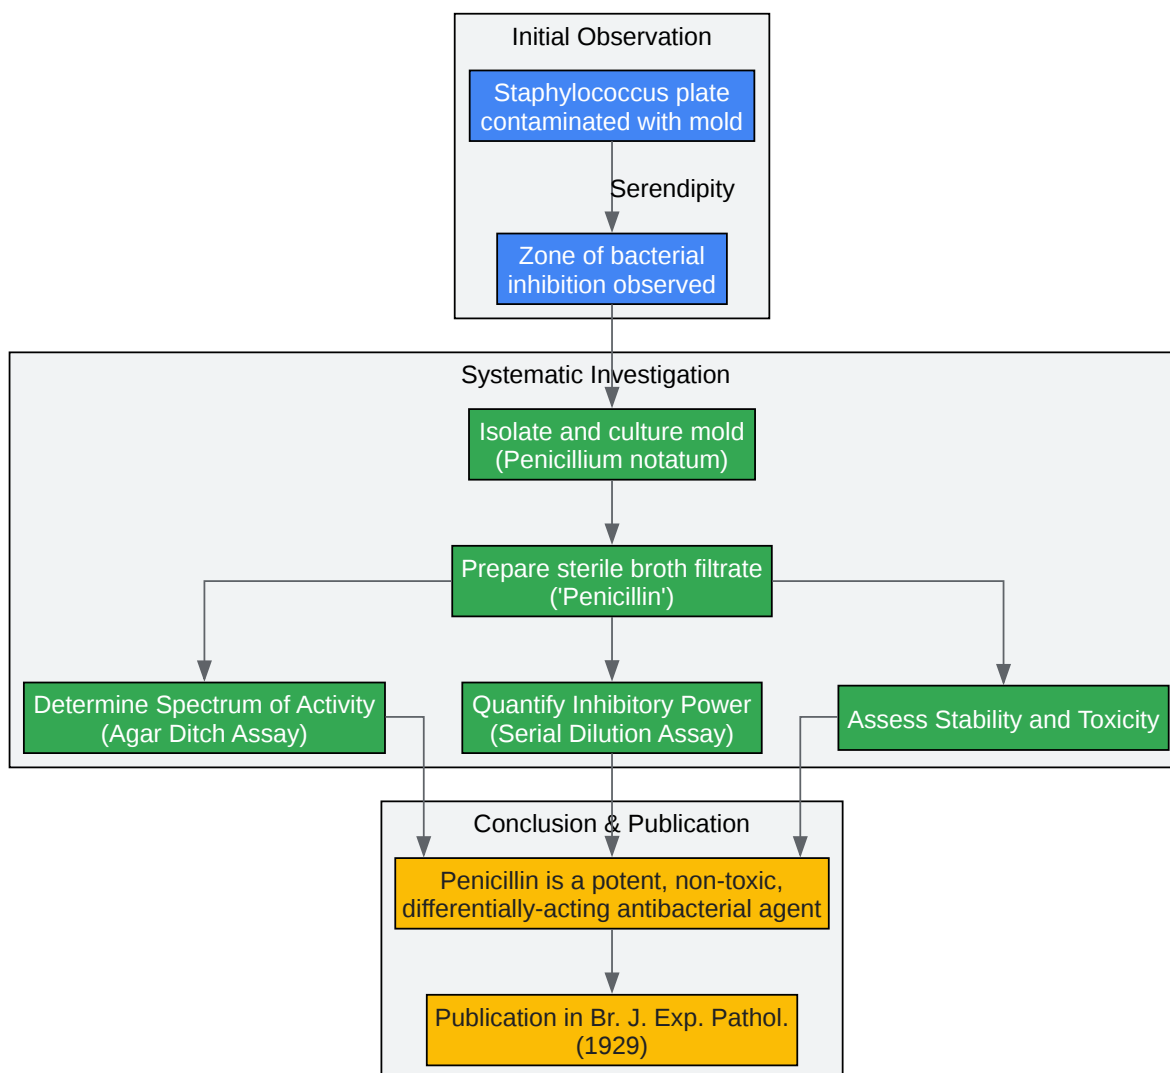 Initial Observation
Staphylococcus plate
contaminated with mold
Serendipity
Zone of bacterial
inhibition observed
Systematic Investigation
Isolate and culture mold
(Penicillium notatum)
Prepare sterile broth filtrate
('Penicillin')
Determine Spectrum of Activity
(Agar Ditch Assay)
Quantify Inhibitory Power
(Serial Dilution Assay)
Assess Stability and Toxicity
Conclusion & Publication
Penicillin is a potent, non-toxic,
differentially-acting antibacterial agent
Publication in Br. J. Exp. Pathol.
(1929)